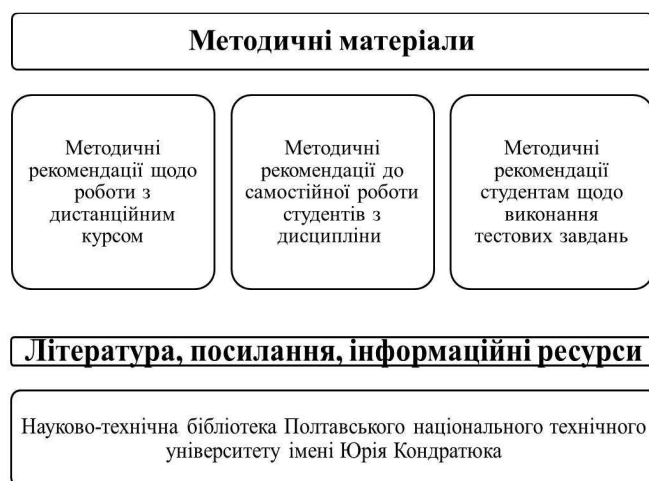 Методичні матеріали
Методичні
рекомендації щодо
роботи з
дистанційним
курсом
Методичні
рекомендації до
самостійної роботи
студентів з
дисципліни
Методичні
рекомендації
студентам щодо
виконання
тестових завдань
Література, посилання, інформаційні ресурси
Науково-технічна бібліотека Полтавського національного технічного
університету імені Юрія Кондратюка